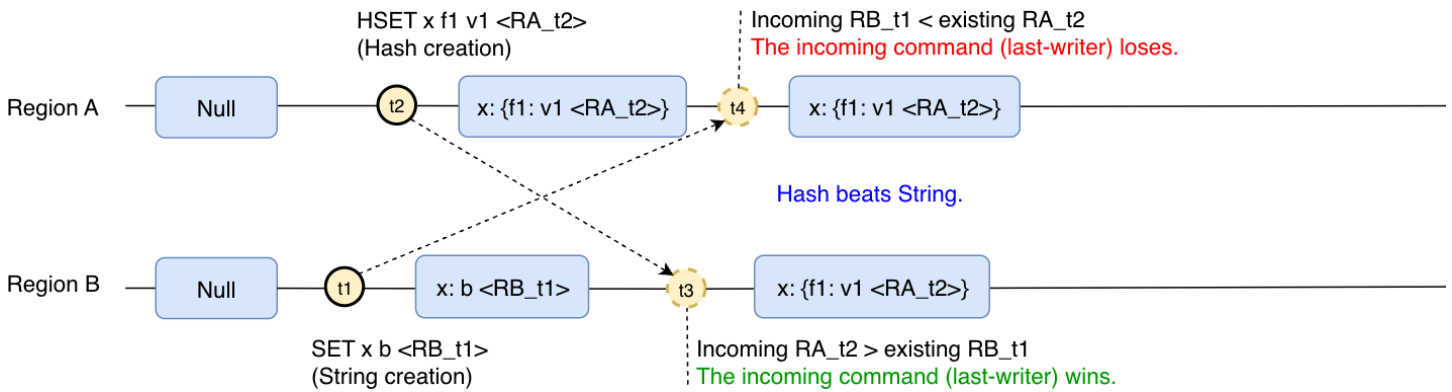 HSET x f1 v1 <RA_t2>
(Hash creation)
Incoming RB_t1 < existing RA_t2
The incoming command (last-writer) loses.
Region A
Null
t2
x: {f1: v1 <RA_t2>}
t4
x: {f1: v1 <RA_t2>}
Hash beats String.
Region B
Null
t1
x: b <RB_t1>
t3
x: {f1: v1 <RA_t2>}
SET x b <RB_t1>
(String creation)
Incoming RA_t2 > existing RB_t1
The incoming command (last-writer) wins.